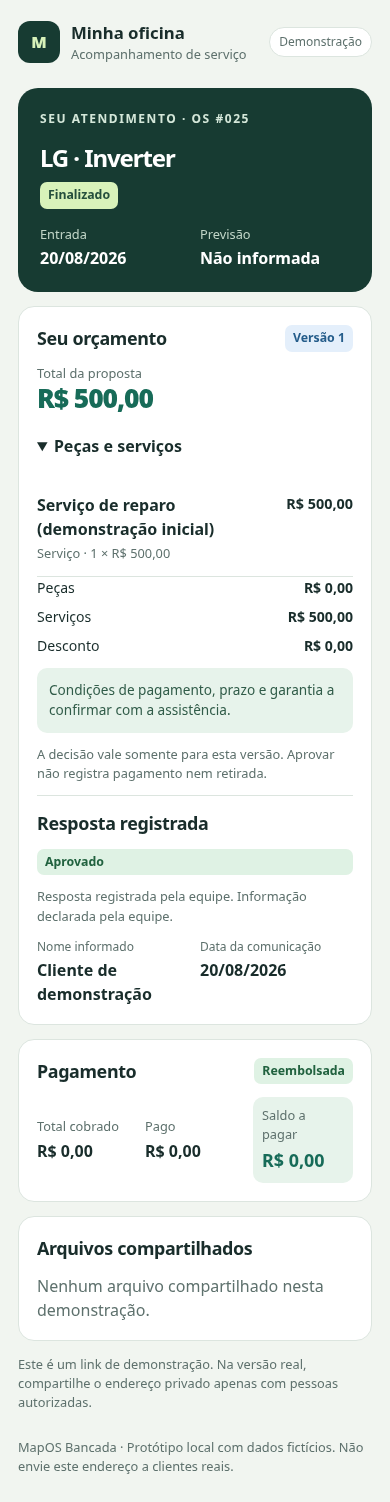 M
Minha oficina
Acompanhamento de serviço
Demonstração
SEU ATENDIMENTO · OS #025
LG · Inverter
Finalizado
Entrada
Previsão
20/08/2026
Não informada
Seu orçamento
Versão 1
Total da proposta
R$ 500,00
▼ Peças e serviços
Serviço de reparo
(demonstração inicial)
R$ 500,00
Serviço · 1 × R$ 500,00
Peças
R$ 0,00
Serviços
R$ 500,00
Desconto
R$ 0,00
Condições de pagamento, prazo e garantia a
confirmar com a assistência.
A decisão vale somente para esta versão. Aprovar
não registra pagamento nem retirada.
Resposta registrada
Aprovado
Resposta registrada pela equipe. Informação
declarada pela equipe.
Nome informado
Data da comunicação
Cliente de
demonstração
20/08/2026
Pagamento
Reembolsada
Total cobrado
R$ 0,00
Pago
R$ 0,00
Saldo a
pagar
R$ 0,00
Arquivos compartilhados
Nenhum arquivo compartilhado nesta
demonstração.
Este é um link de demonstração. Na versão real,
compartilhe o endereço privado apenas com pessoas
autorizadas.
MapOS Bancada · Protótipo local com dados fictícios. Não
envie este endereço a clientes reais.